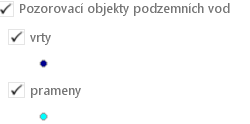 Pozorovací objekty podzemních vod
vrty
prameny